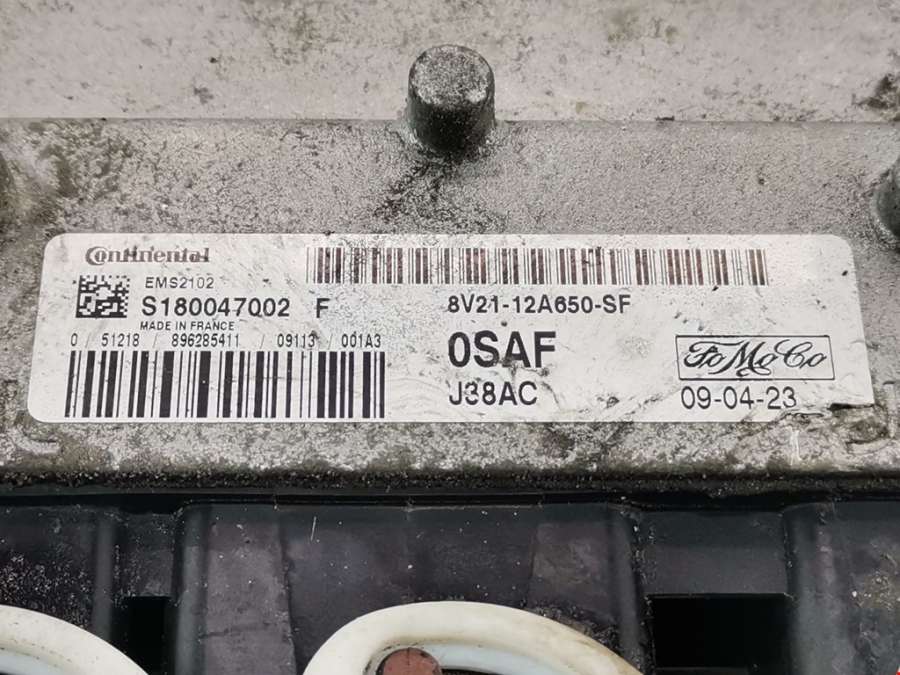 Continental
EMS2102
S180047002 F
MADE IN FRANCE
0 / 51218 / 896285411 / 09113 / 001A3
8V21-12A650-SF
0SAF
J38AC
FoMoCo
09-04-23